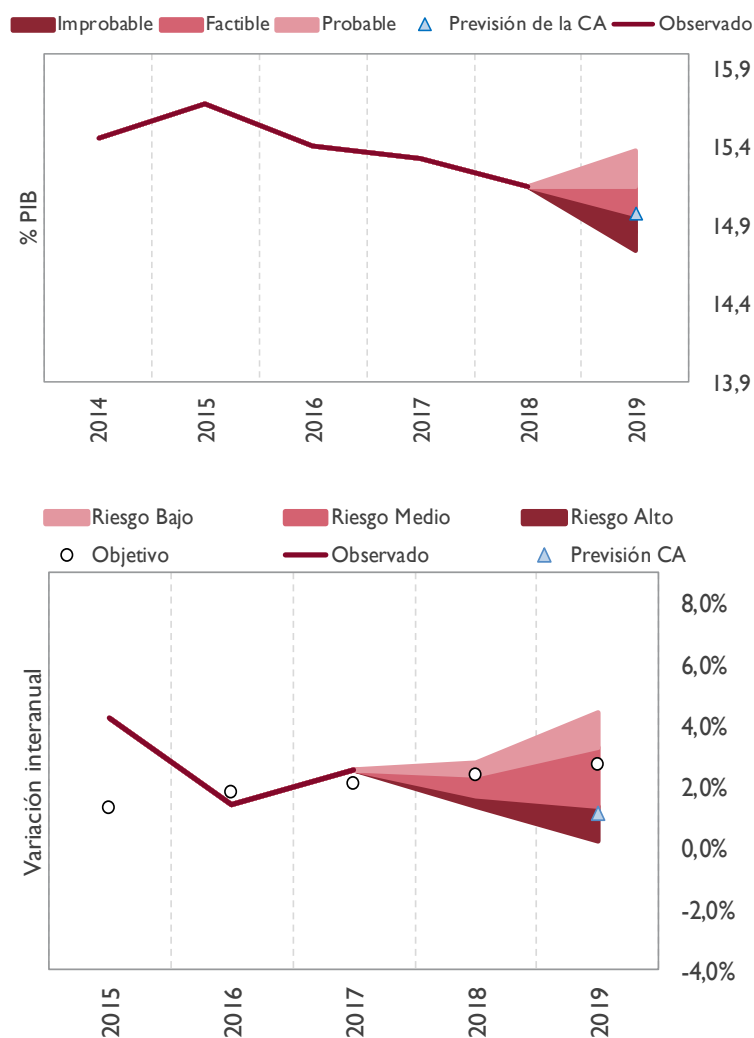 Improbable Factible Probable Previsión de la CA Observado
15,9
15,4
14,9
14,4
13,9
% PIB
2014 2015 2016 2017 2018 2019
Riesgo Bajo Riesgo Medio Riesgo Alto
Objetivo Observado Previsión CA
8,0%
6,0%
4,0%
2,0%
0,0%
-2,0%
-4,0%
Variación interanual
2015 2016 2017 2018 2019